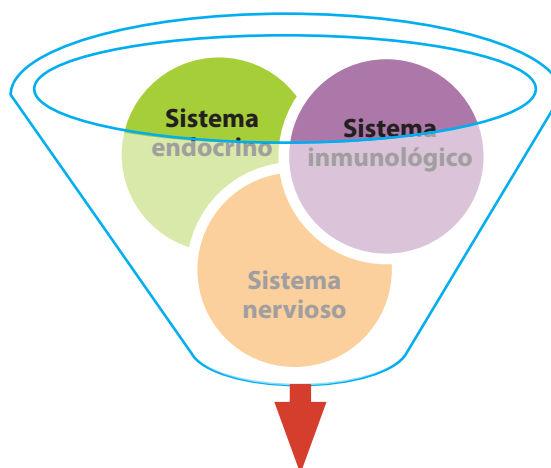 Sistema
endocrino
Sistema
inmunológico
Sistema
nervioso